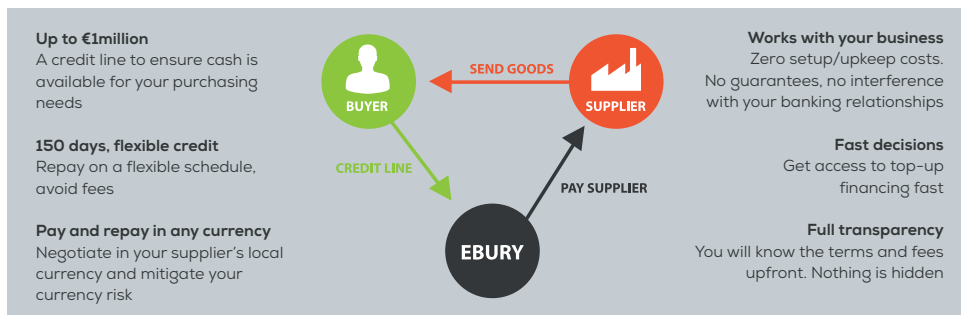 Up to €1million
A credit line to ensure cash is
available for your purchasing
needs
150 days, flexible credit
Repay on a flexible schedule,
avoid fees
Pay and repay in any currency
Negotiate in your supplier's local
currency and mitigate your
currency risk
SEND GOODS
BUYER
SUPPLIER
CREDIT LINE
PAY SUPPLIER
EBURY
Works with your business
Zero setup/upkeep costs.
No guarantees, no interference
with your banking relationships
Fast decisions
Get access to top-up
financing fast
Full transparency
You will know the terms and fees
upfront. Nothing is hidden